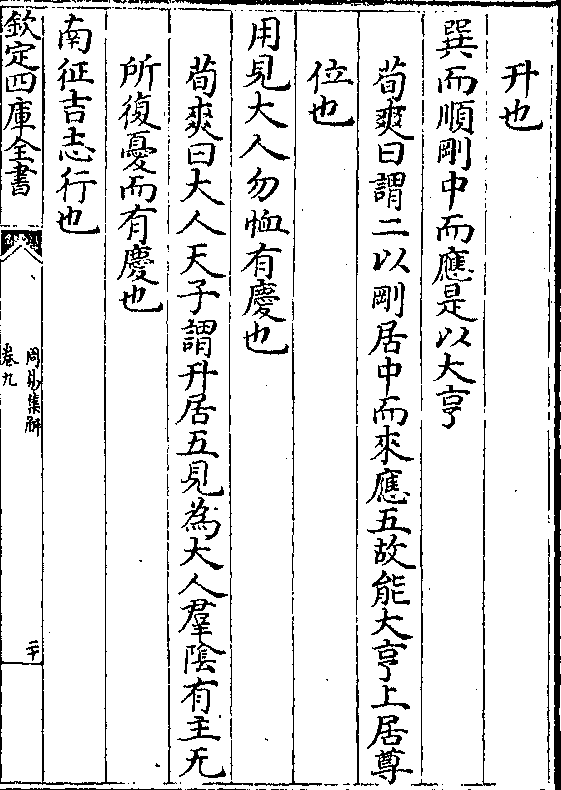 升也
巽而順剛中而應是以大亨
荀爽曰謂二以剛居中而來應五故能大亨上居尊
位也
用見大人勿恤有慶也
荀爽曰大人天子謂升居五見為大人羣陰有主无
所復憂而有慶也
南征吉志行也
欽定四庫全書
周易集解
卷九
二十